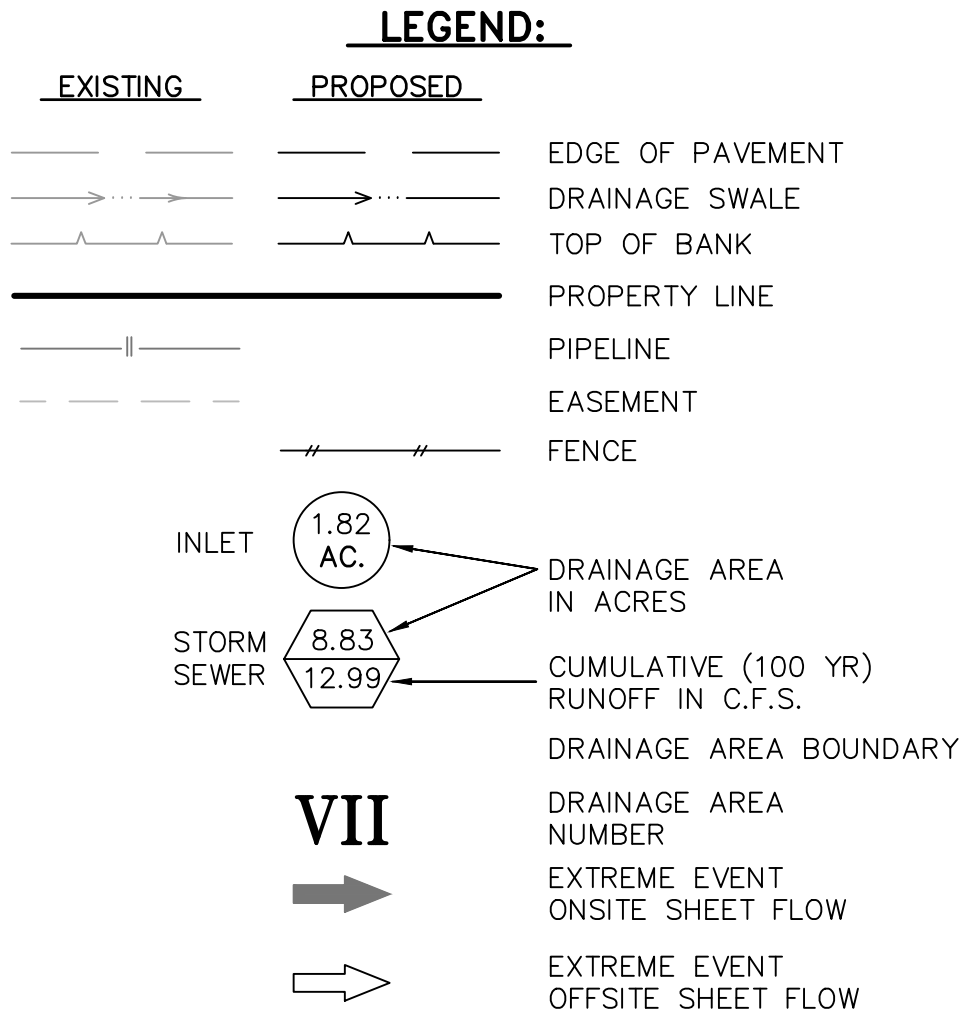 LEGEND:
EXISTING
PROPOSED
EDGE OF PAVEMENT
DRAINAGE SWALE
TOP OF BANK
PROPERTY LINE
PIPELINE
EASEMENT
FENCE
INLET
1.82
AC.
DRAINAGE AREA
IN ACRES
STORM
SEWER
8.83
12.99
CUMULATIVE (100 YR)
RUNOFF IN C.F.S.
DRAINAGE AREA BOUNDARY
VII
DRAINAGE AREA
NUMBER
EXTREME EVENT
ONSITE SHEET FLOW
EXTREME EVENT
OFFSITE SHEET FLOW